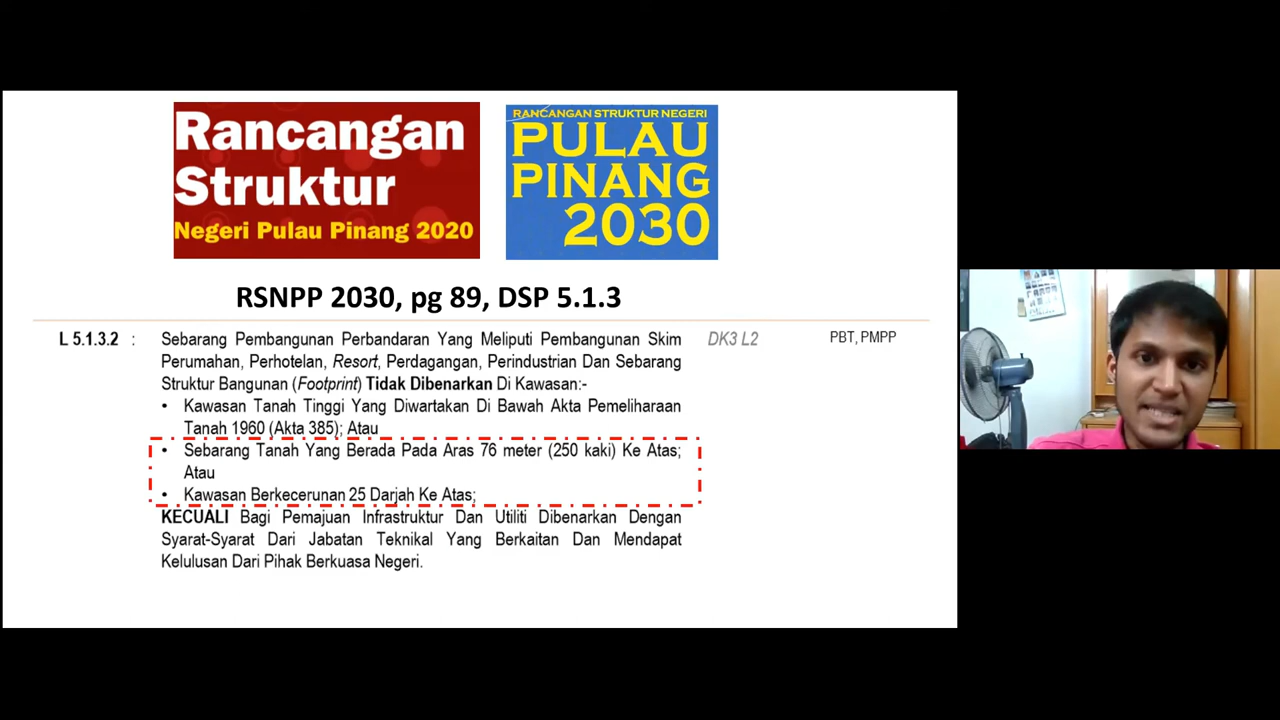 Rancangan
Struktur
Negeri Pulau Pinang 2020
RANCANGAN STRUKTUR NEGERI
PULAU
PINANG
2030
RSNPP 2030, pg 89, DSP 5.1.3
L 5.1.3.2 : Sebarang Pembangunan Perbandaran Yang Meliputi Pembangunan Skim DK3 L2 PBT, PMPP
Perumahan, Perhotelan, Resort, Perdagangan, Perindustrian Dan Sebarang
Struktur Bangunan (Footprint) Tidak Dibenarkan Di Kawasan:-
• Kawasan Tanah Tinggi Yang Diwartakan Di Bawah Akta Pemeliharaan
Tanah 1960 (Akta 385); Atau
• Sebarang Tanah Yang Berada Pada Aras 76 meter (250 kaki) Ke Atas;
Atau
• Kawasan Berkecerunan 25 Darjah Ke Atas;
KECUALI Bagi Pemajuan Infrastruktur Dan Utiliti Dibenarkan Dengan
Syarat-Syarat Dari Jabatan Teknikal Yang Berkaitan Dan Mendapat
Kelulusan Dari Pihak Berkuasa Negeri.